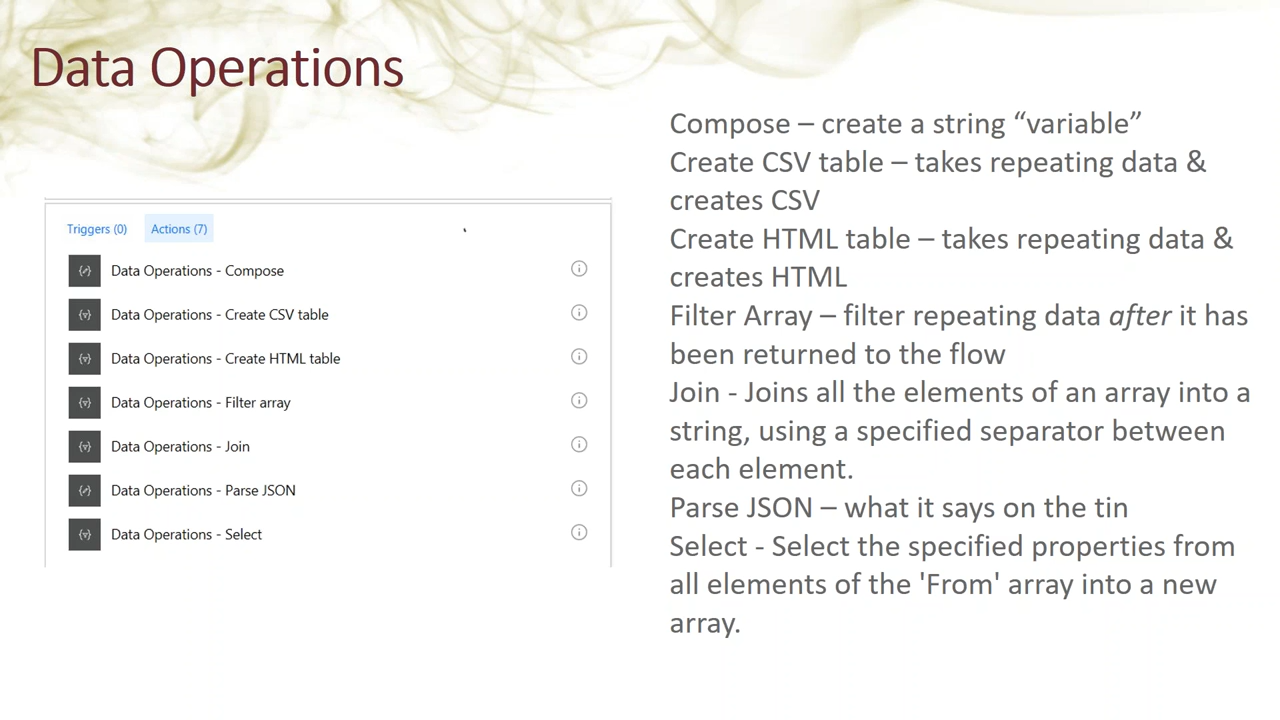 Data Operations
Triggers (0) Actions (7)
Data Operations - Compose
Data Operations - Create CSV table
Data Operations - Create HTML table
Data Operations - Filter array
Data Operations - Join
Data Operations - Parse JSON
Data Operations - Select
Compose – create a string “variable”
Create CSV table – takes repeating data &
creates CSV
Create HTML table – takes repeating data &
creates HTML
Filter Array – filter repeating data after it has
been returned to the flow
Join - Joins all the elements of an array into a
string, using a specified separator between
each element.
Parse JSON – what it says on the tin
Select - Select the specified properties from
all elements of the 'From' array into a new
array.